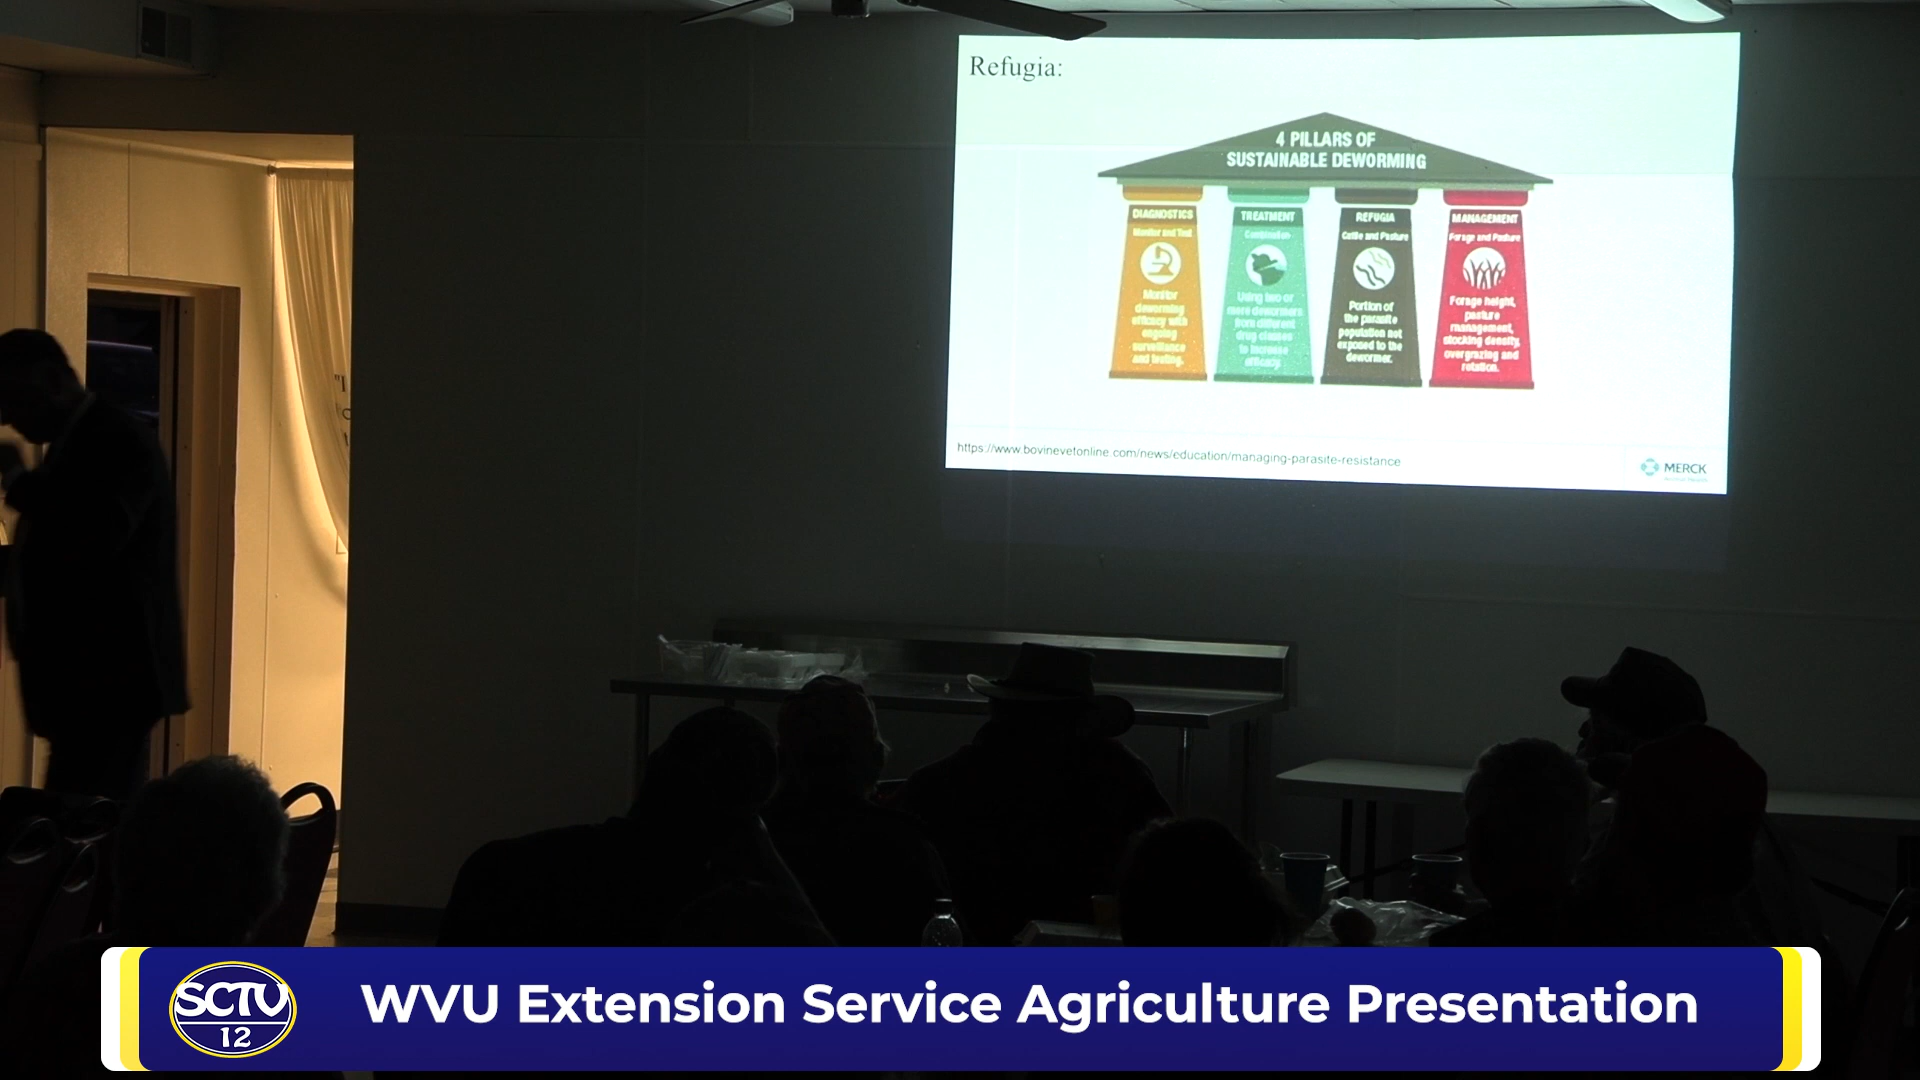 Refugia:
4 PILLARS OF
SUSTAINABLE DEWORMING
DIAGNOSTICS
Monitor and Test
Monitor
deworming
efficacy with
ongoing
surveillance
and testing.
TREATMENT
Combination
Using two or
more dewormers
from different
drug classes
to increase
efficacy.
REFUGIA
Cattle and Pasture
Portion of
the parasite
population not
exposed to the
dewormer.
MANAGEMENT
Forage and Pasture
Forage height,
pasture
management,
stocking density,
overgrazing and
rotation.
https://www.bovinevetonline.com/news/education/managing-parasite-resistance
MERCK
Animal Health
SCTV
12
WVU Extension Service Agriculture Presentation